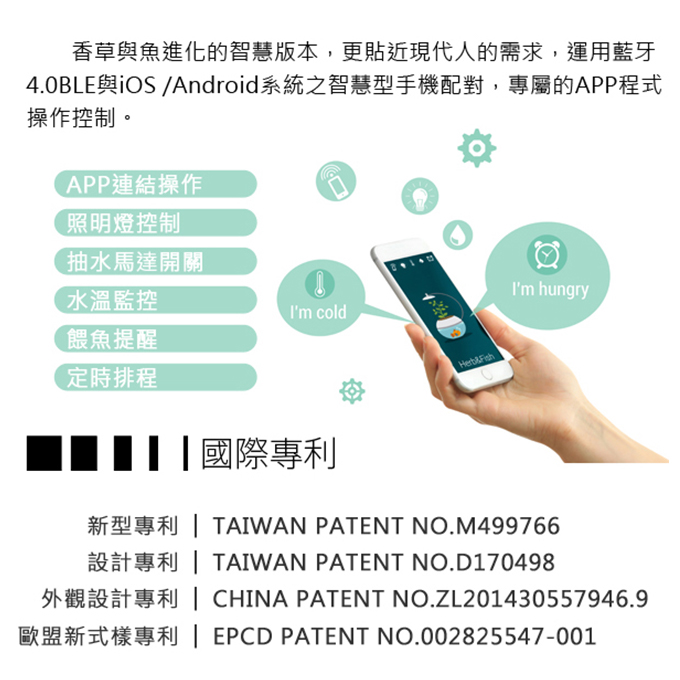 香草與魚進化的智慧版本，更貼近現代人的需求，運用藍牙
4.0BLE與iOS /Android系統之智慧型手機配對，專屬的APP程式
操作控制。
APP連結操作
照明燈控制
抽水馬達開關
水溫監控
餵魚提醒
定時排程
I'm cold
I'm hungry
Herb&Fish
國際專利
新型專利 | TAIWAN PATENT NO.M499766
設計專利 | TAIWAN PATENT NO.D170498
外觀設計專利 | CHINA PATENT NO.ZL201430557946.9
歐盟新式樣專利 | EPCD PATENT NO.002825547-001